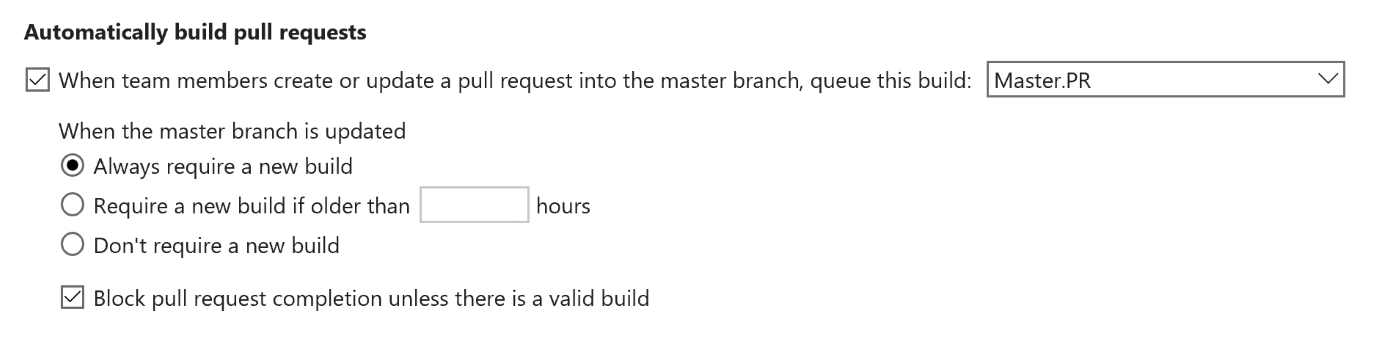 Automatically build pull requests
When team members create or update a pull request into the master branch, queue this build: Master.PR
When the master branch is updated
Always require a new build
Require a new build if older than hours
Don't require a new build
Block pull request completion unless there is a valid build